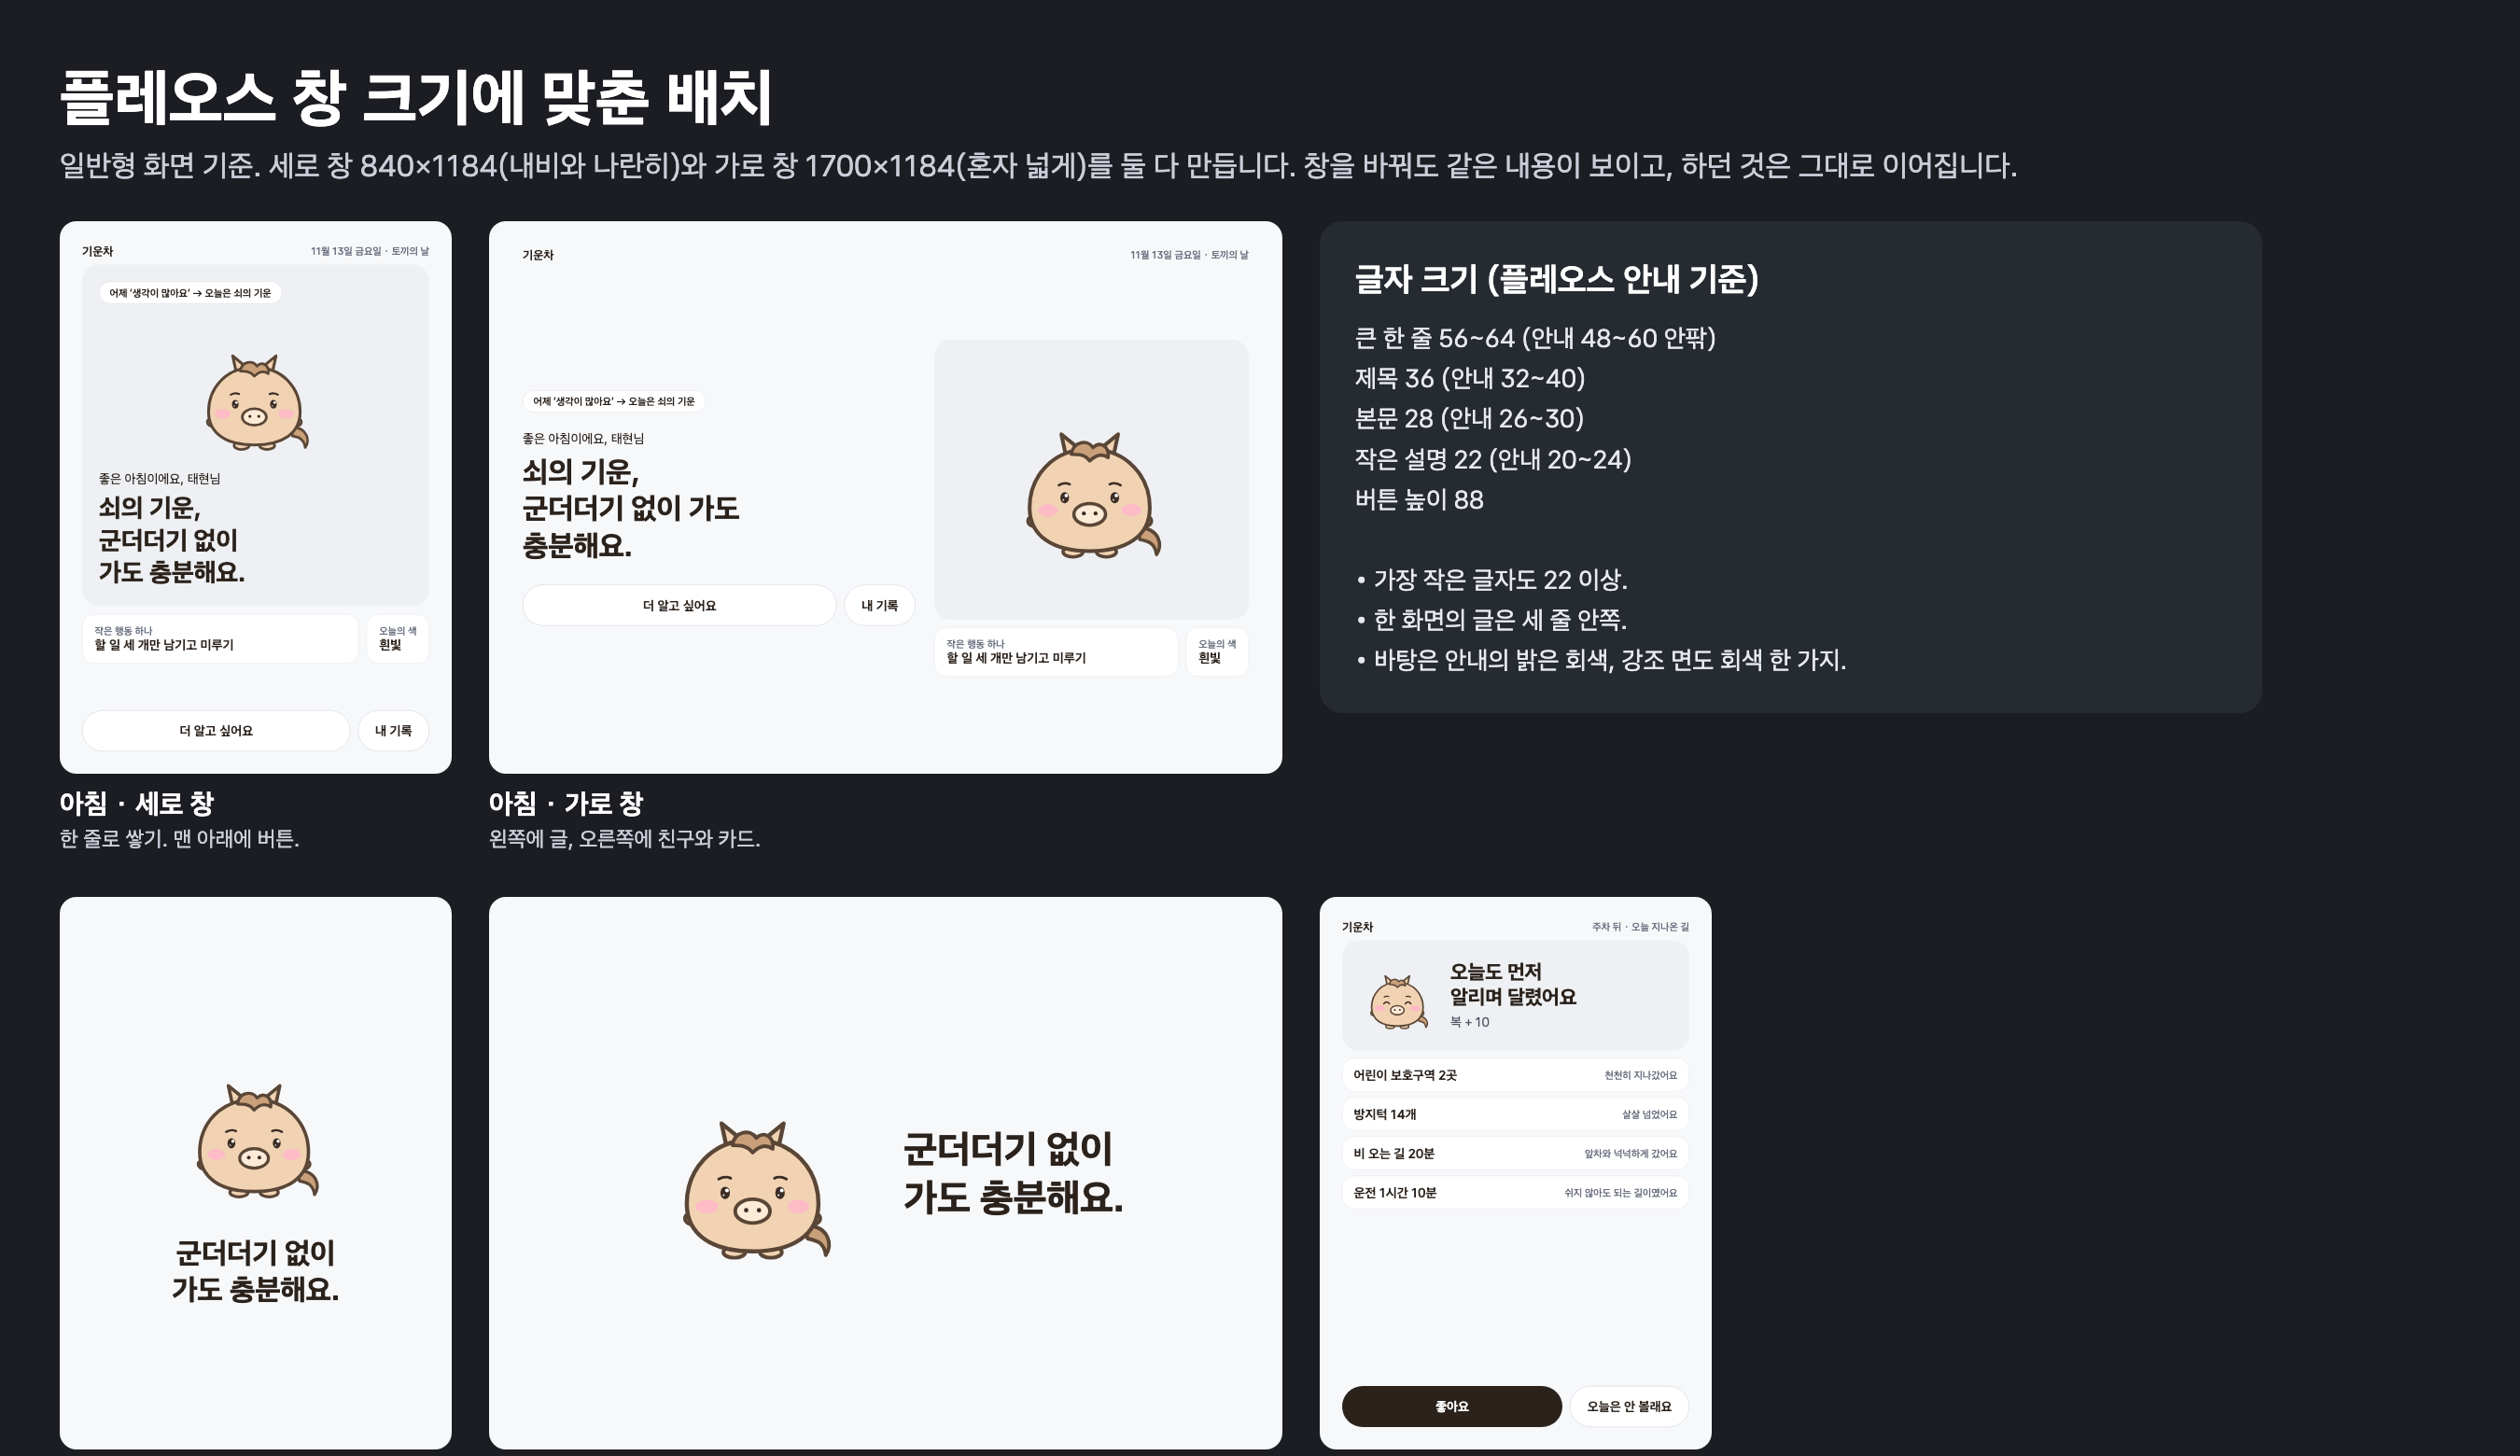 플레오스 창 크기에 맞춘 배치
일반형 화면 기준. 세로 창 840×1184(내비와 나란히)와 가로 창 1700×1184(혼자 넓게)를 둘 다 만듭니다. 창을 바꿔도 같은 내용이 보이고, 하던 것은 그대로 이어집니다.
기운차
11월 13일 금요일 · 토끼의 날
어제 '생각이 많아요' → 오늘은 쇠의 기운
좋은 아침이에요, 태현님
쇠의 기운,
군더더기 없이
가도 충분해요.
작은 행동 하나
할 일 세 개만 남기고 미루기
오늘의 색
흰빛
더 알고 싶어요
내 기록
아침 · 세로 창
한 줄로 쌓기. 맨 아래에 버튼.
기운차
11월 13일 금요일 · 토끼의 날
어제 '생각이 많아요' → 오늘은 쇠의 기운
좋은 아침이에요, 태현님
쇠의 기운,
군더더기 없이 가도
충분해요.
더 알고 싶어요
내 기록
작은 행동 하나
할 일 세 개만 남기고 미루기
오늘의 색
흰빛
아침 · 가로 창
왼쪽에 글, 오른쪽에 친구와 카드.
글자 크기 (플레오스 안내 기준)
큰 한 줄 56~64 (안내 48~60 안팎)
제목 36 (안내 32~40)
본문 28 (안내 26~30)
작은 설명 22 (안내 20~24)
버튼 높이 88
• 가장 작은 글자도 22 이상.
• 한 화면의 글은 세 줄 안쪽.
• 바탕은 안내의 밝은 회색, 강조 면도 회색 한 가지.
군더더기 없이
가도 충분해요.
군더더기 없이
가도 충분해요.
기운차
주차 뒤 · 오늘 지나온 길
오늘도 먼저
알리며 달렸어요
복 + 10
어린이 보호구역 2곳
천천히 지나갔어요
방지턱 14개
살살 넘었어요
비 오는 길 20분
앞차와 넉넉하게 갔어요
운전 1시간 10분
쉬지 않아도 되는 길이였어요
좋아요
오늘은 안 볼래요